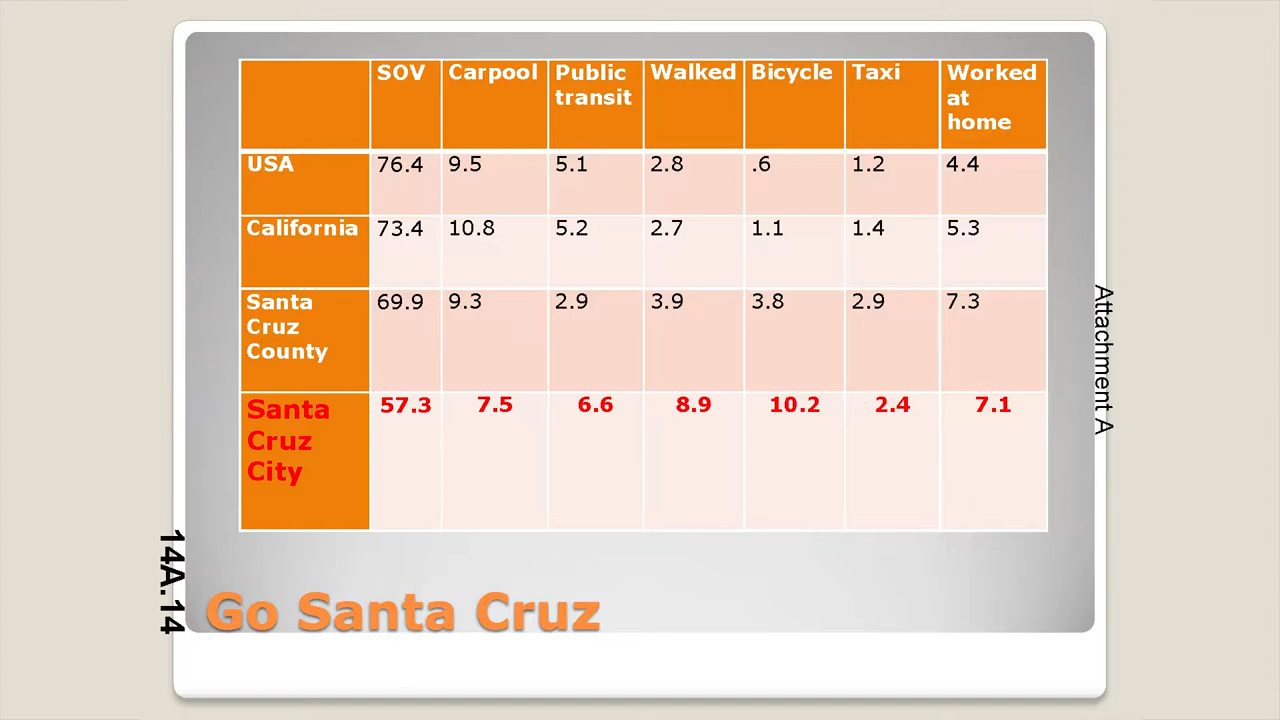 SOV Carpool Public transit Walked Bicycle Taxi Worked at home
USA 76.4 9.5 5.1 2.8 .6 1.2 4.4
California 73.4 10.8 5.2 2.7 1.1 1.4 5.3
Santa Cruz County 69.9 9.3 2.9 3.9 3.8 2.9 7.3
Santa Cruz City 57.3 7.5 6.6 8.9 10.2 2.4 7.1
Attachment A
14A.14
Go Santa Cruz